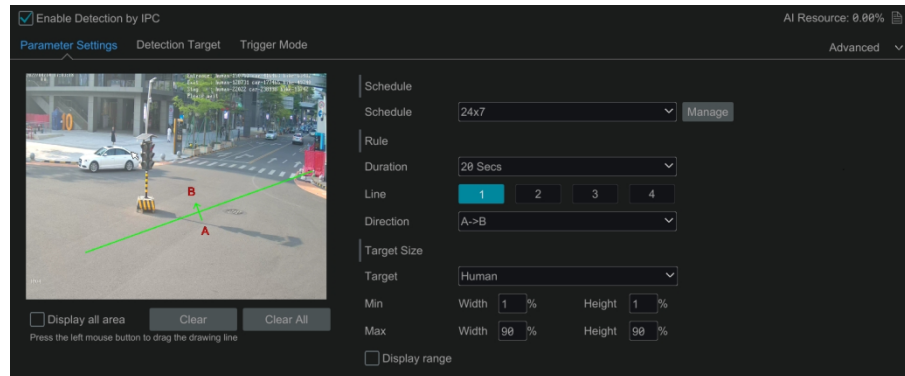 Enable Detection by IPC
AI Resource: 0.00%
Parameter Settings Detection Target Trigger Mode
Advanced
Schedule
Schedule 24x7 Manage
Rule
Duration 20 Secs
Line 1 2 3 4
Direction A->B
Target Size
Target Human
Min Width 1 % Height 1 %
Max Width 90 % Height 90 %
Display range
B
A
Display all area Clear Clear All
Press the left mouse button to drag the drawing line